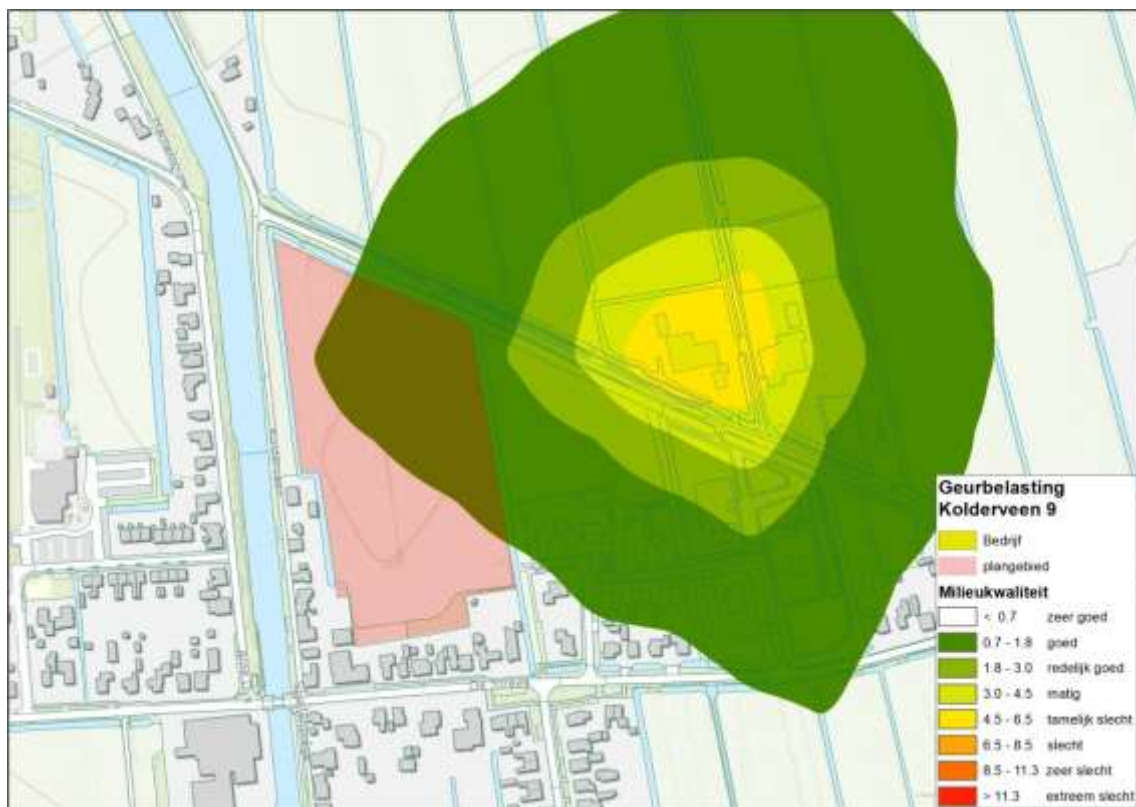 Geurbelasting
Kolderveen 9
Bedrijf
plangebied
Milieukwaliteit
< 0.7 zeer goed
0.7 - 1.8 goed
1.8 - 3.0 redelijk goed
3.0 - 4.5 matig
4.5 - 6.5 tamelijk slecht
6.5 - 8.5 slecht
8.5 - 11.3 zeer slecht
> 11.3 extreem slecht